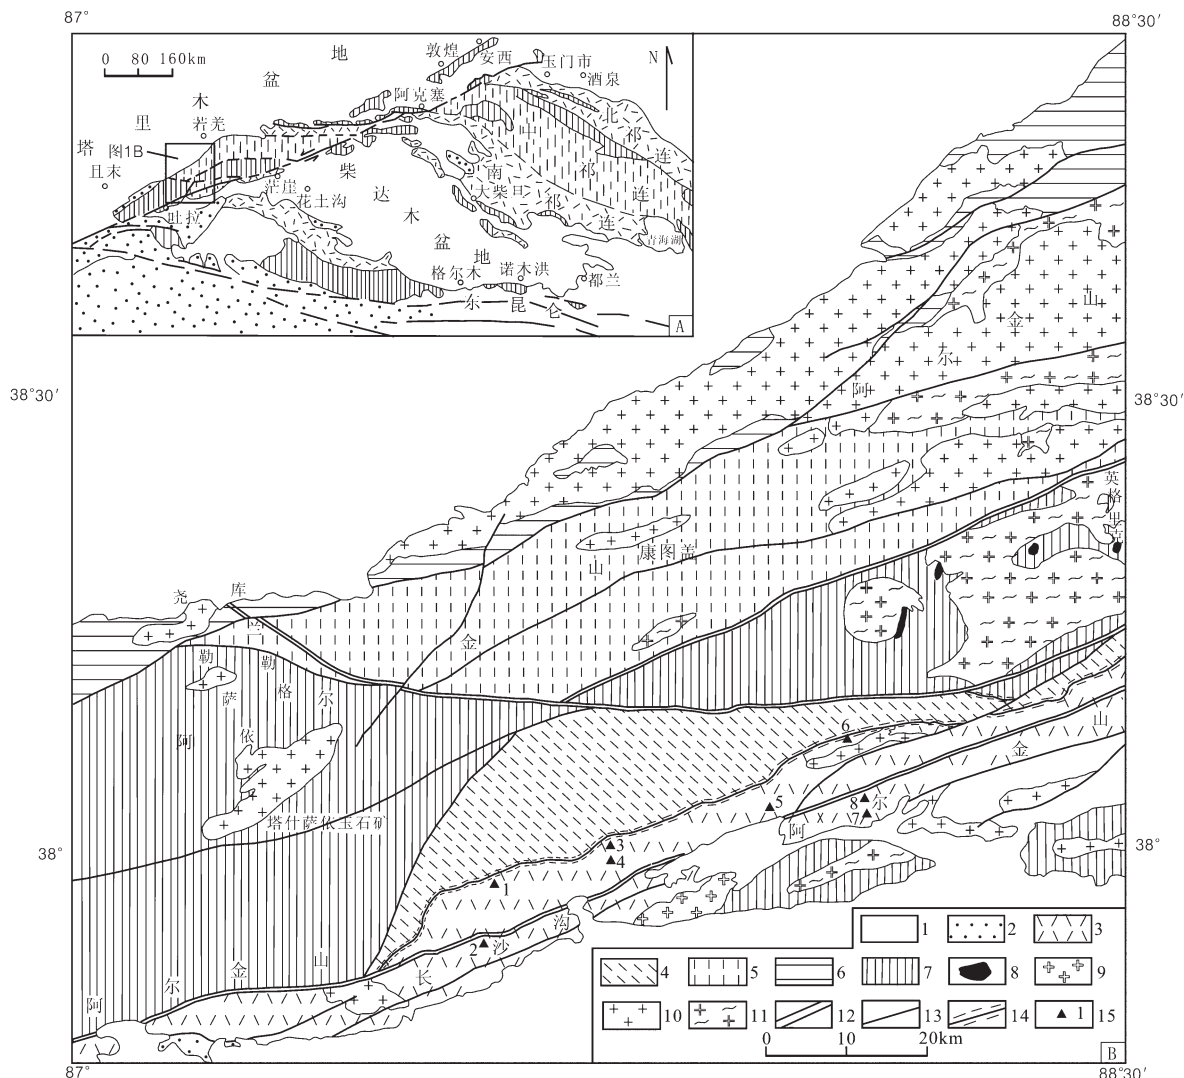 87°
88°30′
0 80 160km
地
盆
木
里
塔
敦煌
安西
玉门市
酒泉
N
阿克塞
若羌
图1B
且末
北
祁
连
中
祁
连
南
祁
连
柴
达
木
盆
地
茫崖
花土沟
大柴旦
吐拉
青海湖
格尔木
诺木洪
都兰
东
昆
仑
A
38°30′
38°30′
山
金
尔
阿
英
格
里
康图盖
山
金
尧
库
兰
勒
勒
萨
格
尔
阿
依
塔什萨依玉石矿
山
金
尔
阿
6
5
8
7
3
4
1
2
38°
38°
沟
沙
长
山
金
尔
阿
1
2
3
4
5
6
7
8
9
10
11
12
13
14
1
15
0 10 20km
B
87°
88°30′